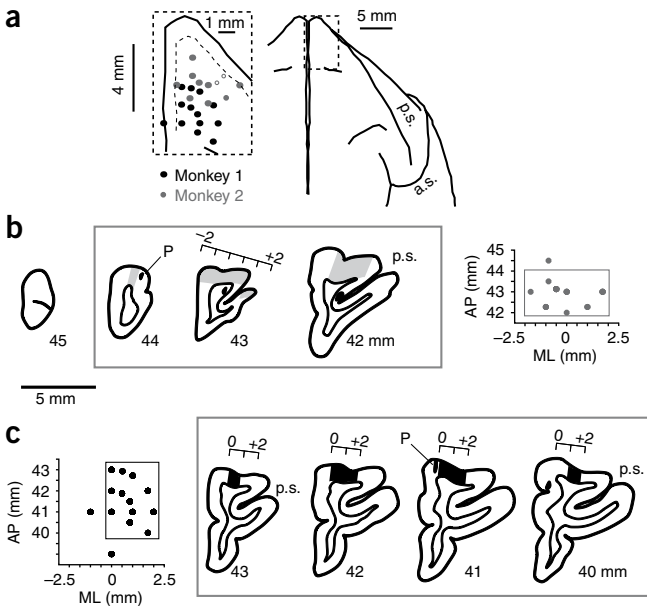 a
1 mm
5 mm
4 mm
p.s.
a.s.
Monkey 1
Monkey 2
b
P
–2
+2
p.s.
45
44
43
42 mm
5 mm
AP (mm)
45
44
43
42
–2.5
0
2.5
ML (mm)
c
AP (mm)
43
42
41
40
–2.5
0
2.5
ML (mm)
0 +2
0 +2
P
0 +2
0 +2
p.s.
p.s.
43
42
41
40 mm